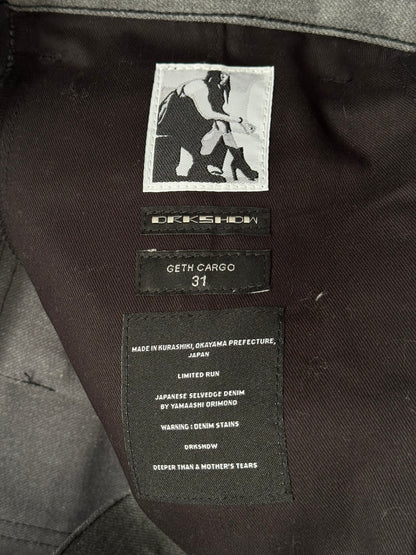 DRKSHDW
GETH CARGO
31
MADE IN KURASHIKI, OKAYAMA PREFECTURE,
JAPAN
LIMITED RUN
JAPANESE SELVEDGE DENIM
BY YAMAASHI ORIMONO
WARNING : DENIM STAINS
DRKSHDW
DEEPER THAN A MOTHER'S TEARS